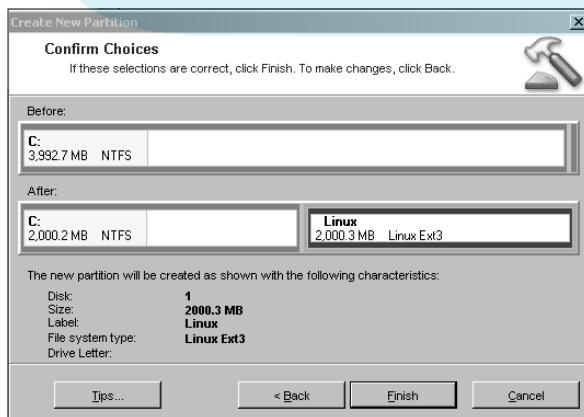 Create New Partition
Confirm Choices
If these selections are correct, click Finish. To make changes, click Back.
Before:
C:
3,992.7 MB NTFS
After:
C:
2,000.2 MB NTFS
Linux
2,000.3 MB Linux Ext3
The new partition will be created as shown with the following characteristics:
Disk: 1
Size: 2000.3 MB
Label: Linux
File system type: Linux Ext3
Drive Letter:
Tips...
< Back
Finish
Cancel